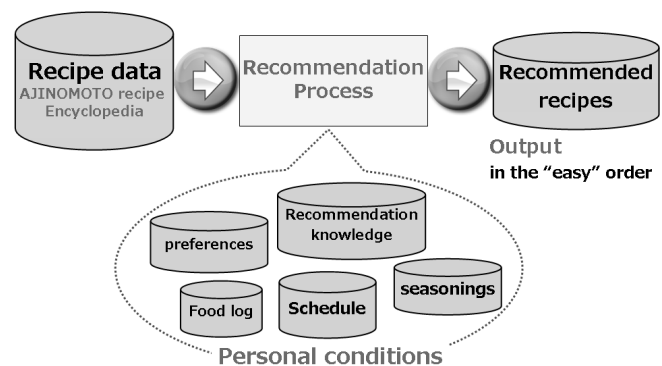 Recipe data
AJINOMOTO recipe
Encyclopedia
Recommendation
Process
Recommended
recipes
Output
in the “easy” order
preferences
Recommendation
knowledge
Food log
Schedule
seasonings
Personal conditions